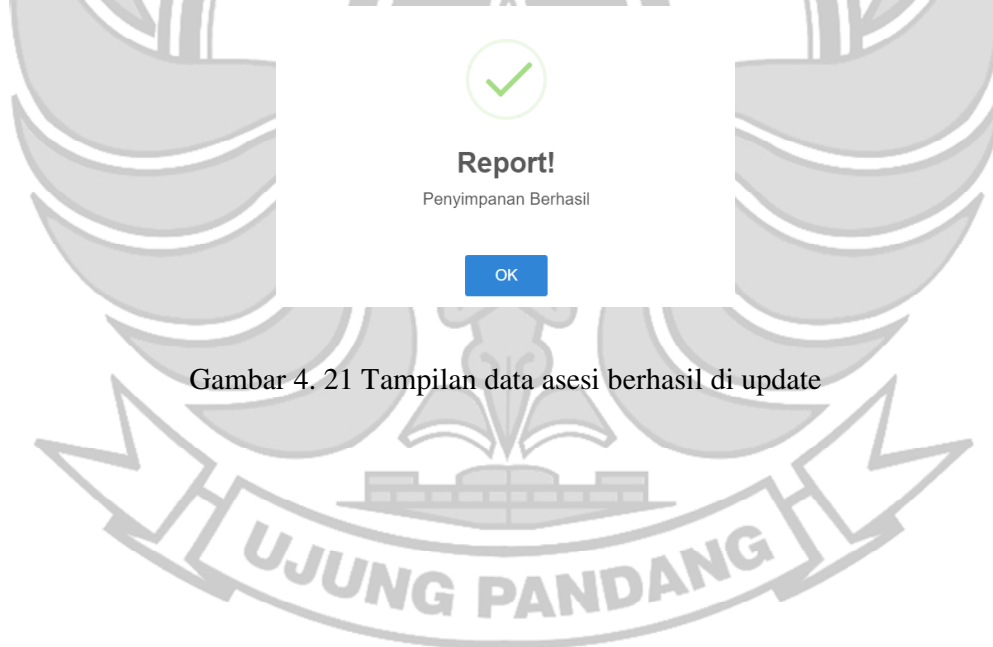 Report!
Penyimpanan Berhasil
OK
Gambar 4. 21 Tampilan data asesi berhasil di update
UJUNG PANDANG